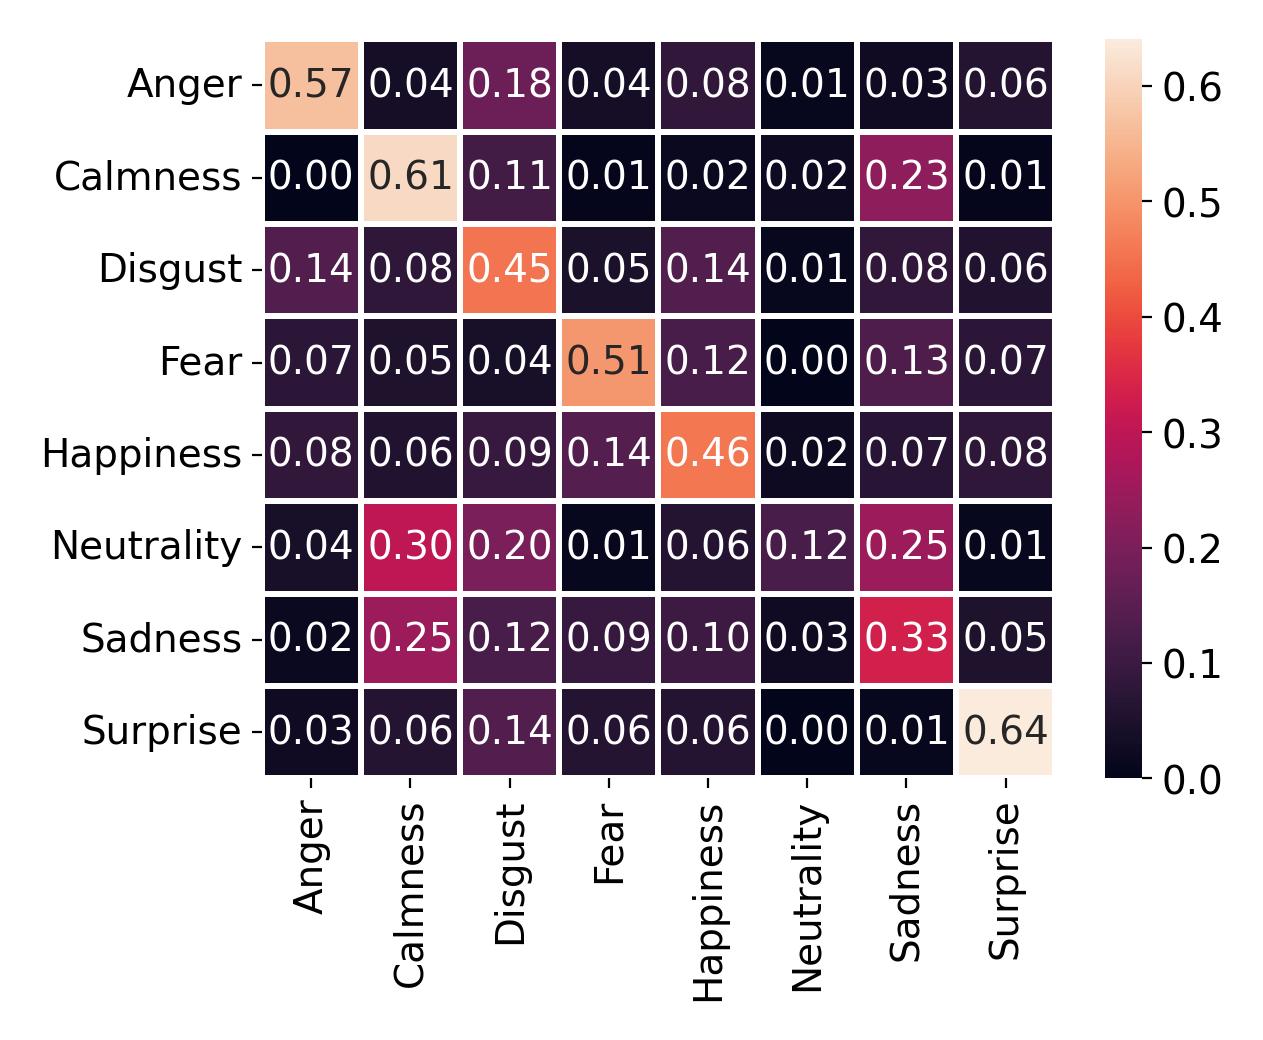 Anger 0.57 0.04 0.18 0.04 0.08 0.01 0.03 0.06
Calmness 0.00 0.61 0.11 0.01 0.02 0.02 0.23 0.01
Disgust 0.14 0.08 0.45 0.05 0.14 0.01 0.08 0.06
Fear 0.07 0.05 0.04 0.51 0.12 0.00 0.13 0.07
Happiness 0.08 0.06 0.09 0.14 0.46 0.02 0.07 0.08
Neutrality 0.04 0.30 0.20 0.01 0.06 0.12 0.25 0.01
Sadness 0.02 0.25 0.12 0.09 0.10 0.03 0.33 0.05
Surprise 0.03 0.06 0.14 0.06 0.06 0.00 0.01 0.64
Anger
Calmness
Disgust
Fear
Happiness
Neutrality
Sadness
Surprise
0.6
0.5
0.4
0.3
0.2
0.1
0.0